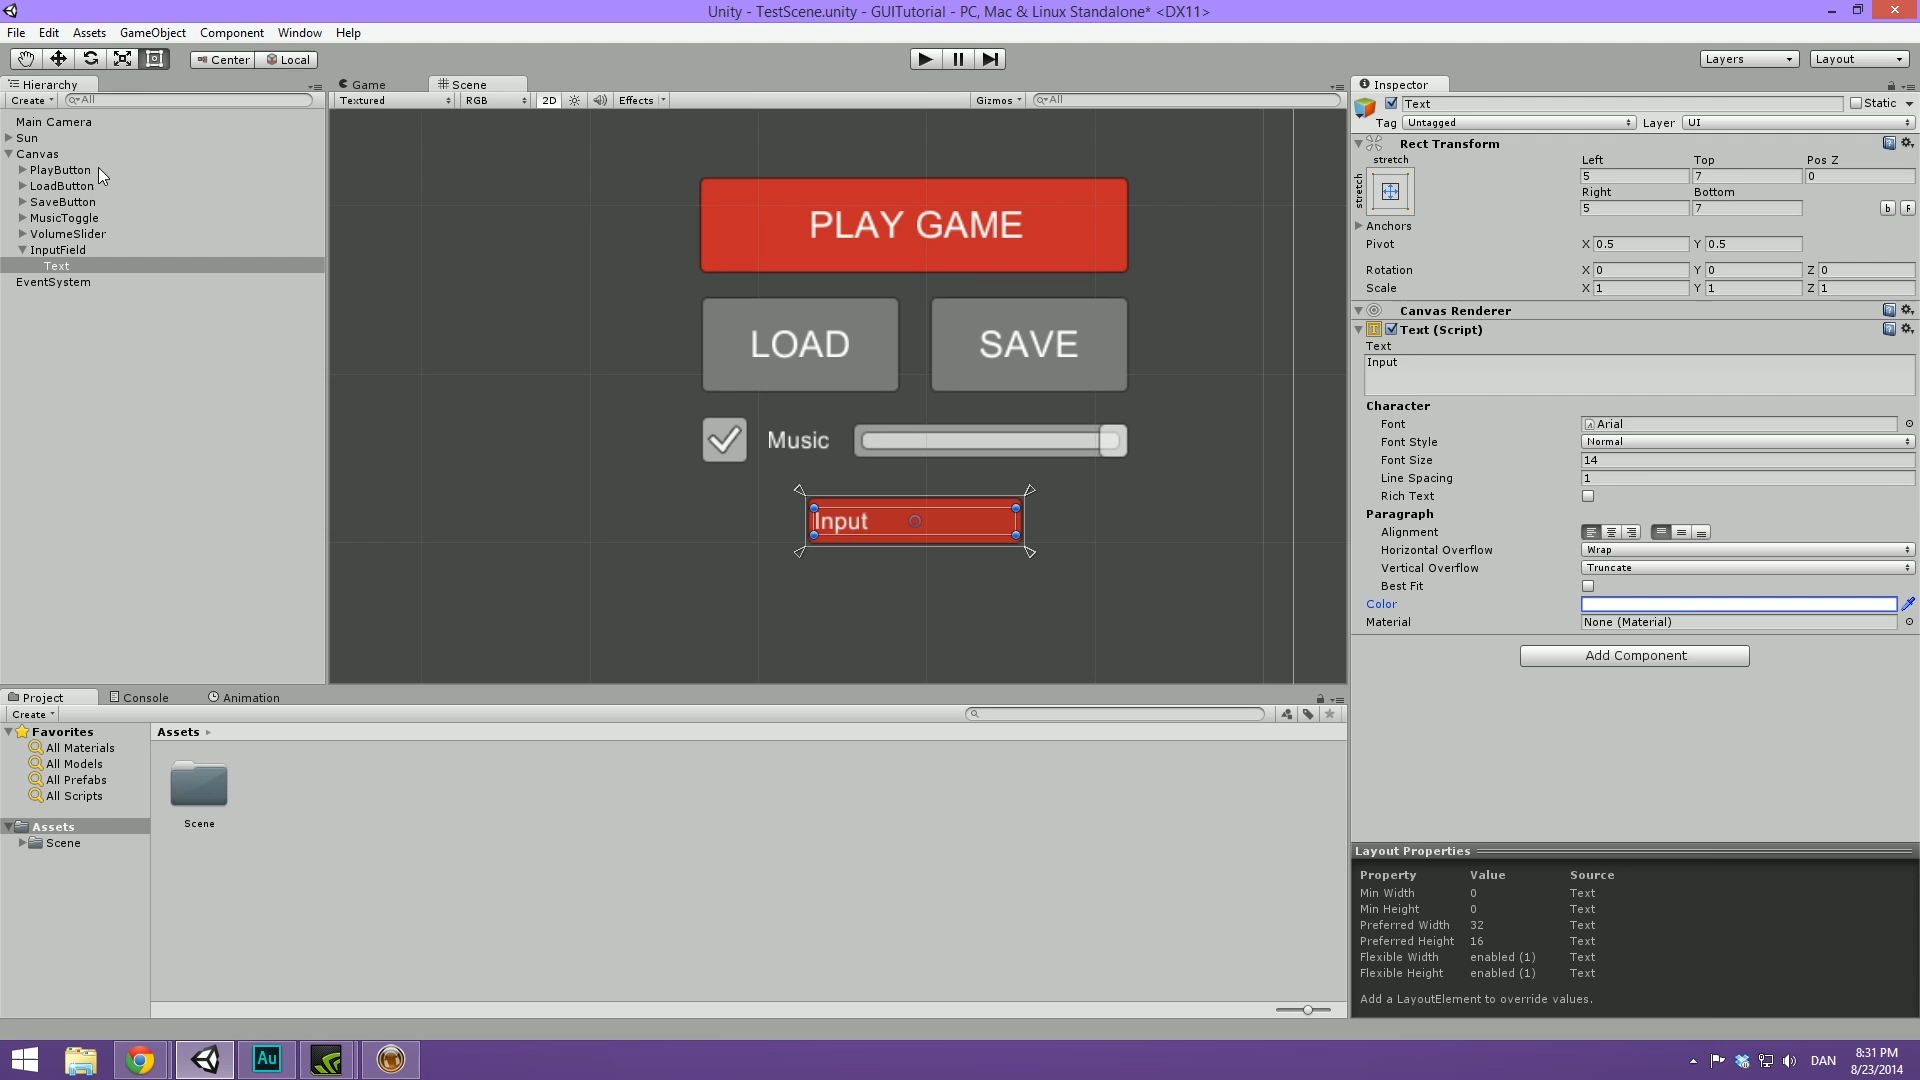 Unity - TestScene.unity - GUITutorial - PC, Mac & Linux Standalone* <DX11>
File Edit Assets GameObject Component Window Help
Center Local Layers Layout
Hierarchy
Create All
Main Camera
Sun
Canvas
PlayButton
LoadButton
SaveButton
MusicToggle
VolumeSlider
InputField
Text
EventSystem
Game Scene
Textured RGB 2D Effects Gizmos All
PLAY GAME
LOAD SAVE
Music
Input
Inspector
Text Static
Tag Untagged Layer UI
Rect Transform
stretch Left Top Pos Z
stretch
5 7 0
Right Bottom
5 7 b R
Anchors
Pivot X 0.5 Y 0.5
Rotation X 0 Y 0 Z 0
Scale X 1 Y 1 Z 1
Canvas Renderer
Text (Script)
Text
Input
Character
Font Arial
Font Style Normal
Font Size 14
Line Spacing 1
Rich Text
Paragraph
Alignment
Horizontal Overflow Wrap
Vertical Overflow Truncate
Best Fit
Color
Material None (Material)
Add Component
Layout Properties
Property Value Source
Min Width 0 Text
Min Height 0 Text
Preferred Width 32 Text
Preferred Height 16 Text
Flexible Width enabled (1) Text
Flexible Height enabled (1) Text
Add a LayoutElement to override values.
Project Console Animation
Create
Favorites
All Materials
All Models
All Prefabs
All Scripts
Assets
Scene
Assets
Scene
Au
DAN
8:31 PM
8/23/2014